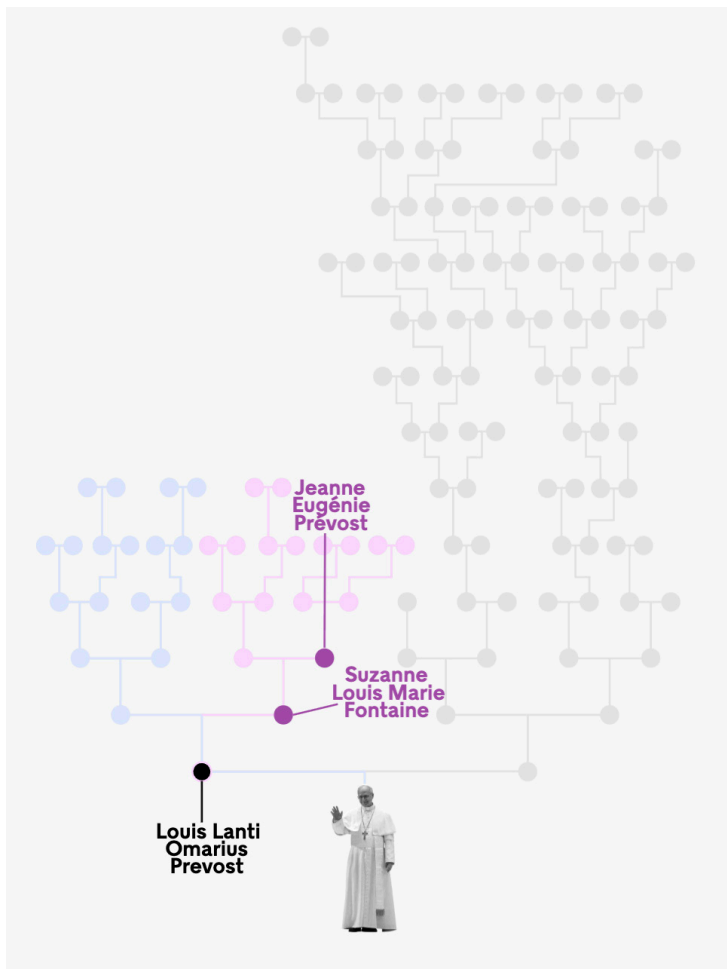 Jeanne
Eugénie
Prévost
Suzanne
Louis Marie
Fontaine
Louis Lanti
Omarius
Prevost